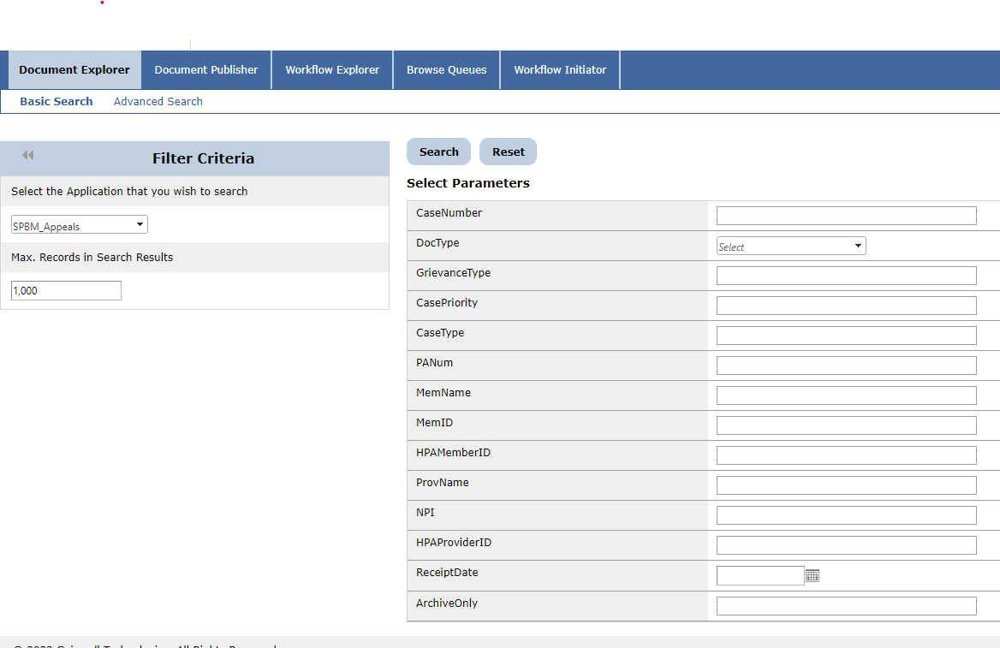 Document Explorer Document Publisher Workflow Explorer Browse Queues Workflow Initiator
Basic Search Advanced Search
Filter Criteria
Select the Application that you wish to search
SPBM_Appeals
Max. Records in Search Results
1,000
Search Reset
Select Parameters
CaseNumber
DocType Select
GrievanceType
CasePriority
CaseType
PANum
MemName
MemID
HPAMemberID
ProvName
NPI
HPAProviderID
ReceiptDate
ArchiveOnly